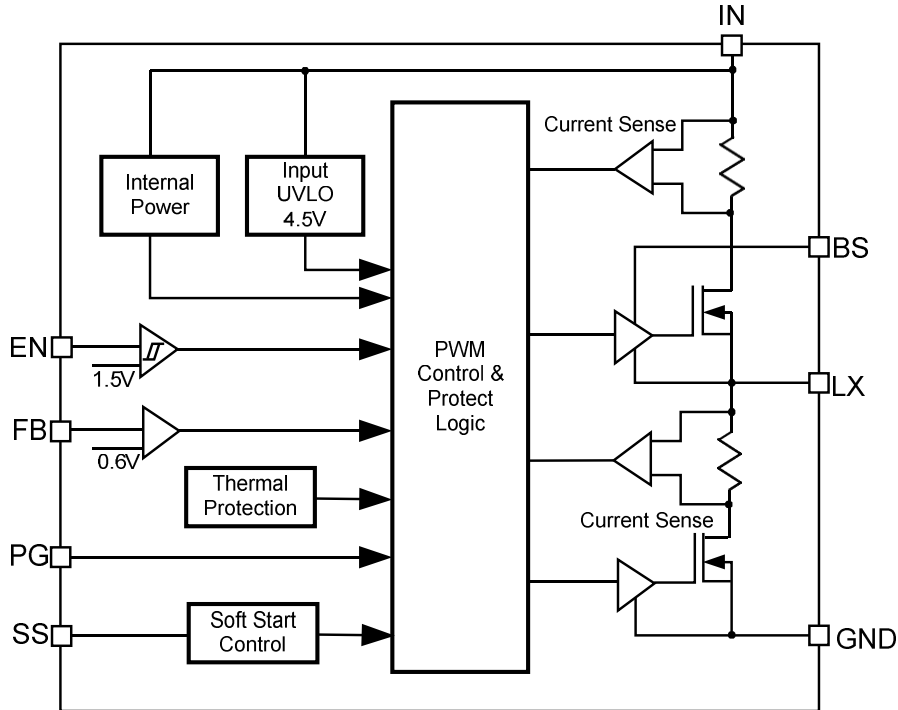 IN
Current Sense
Internal
Power
Input
UVLO
4.5V
BS
EN
1.5V
PWM
Control &
Protect
Logic
LX
FB
0.6V
Thermal
Protection
Current Sense
PG
SS
Soft Start
Control
GND